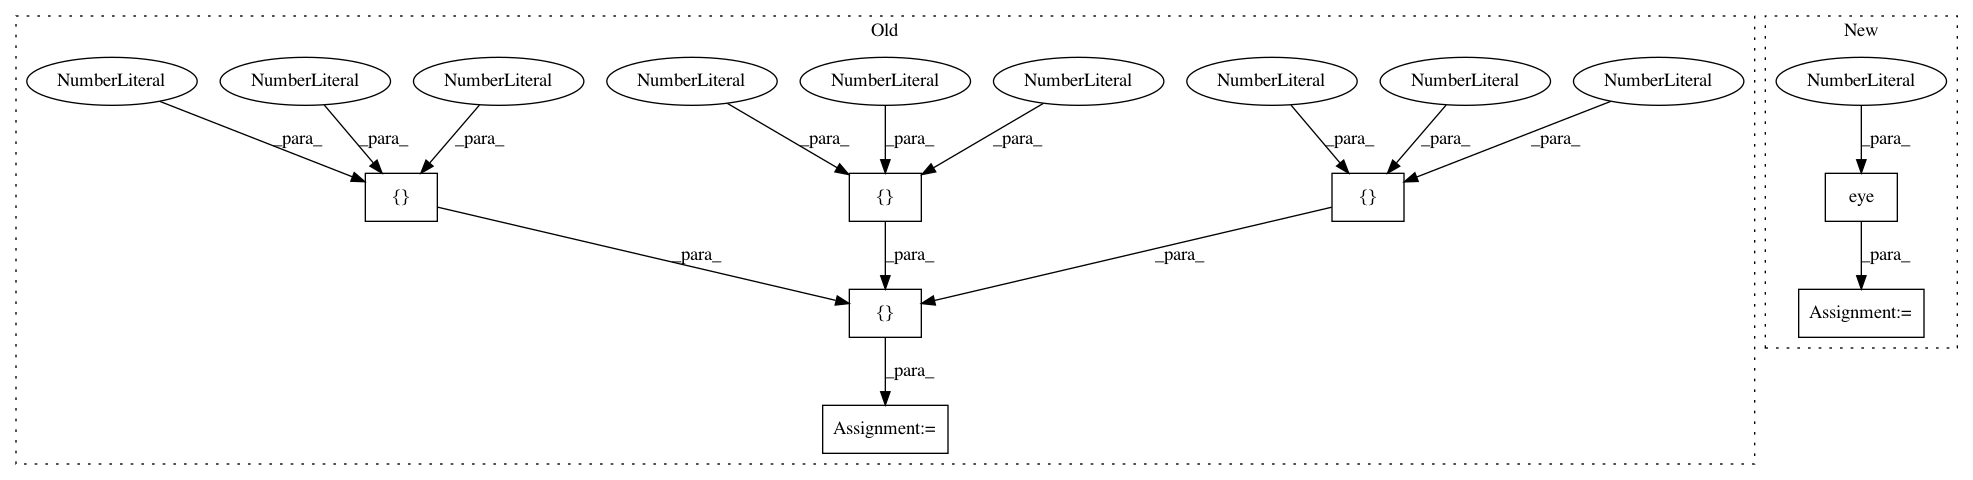 Old
New
NumberLiteral NumberLiteral NumberLiteral NumberLiteral NumberLiteral NumberLiteral NumberLiteral NumberLiteral NumberLiteral NumberLiteral
_para_ _para_ _para_ _para_ _para_ _para_ _para_ _para_ _para_ _para_
{} {} {} eye
_para_ _para_ _para_ _para_
{} Assignment:=
_para_
Assignment:=